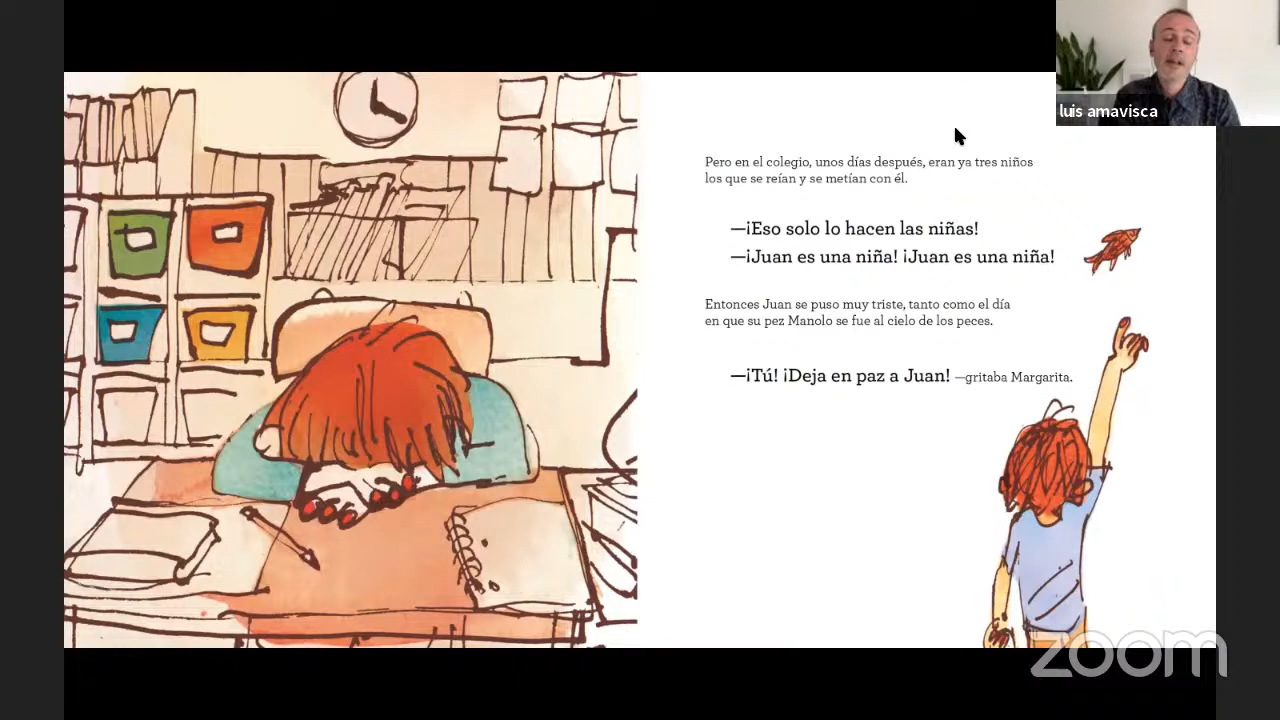 luis amavisca
Pero en el colegio, unos días después, eran ya tres niños
los que se reían y se metían con él.
—¡Eso solo lo hacen las niñas!
—¡Juan es una niña! ¡Juan es una niña!
Entonces Juan se puso muy triste, tanto como el día
en que su pez Manolo se fue al cielo de los peces.
—¡Tú! ¡Deja en paz a Juan! —gritaba Margarita.
zoom